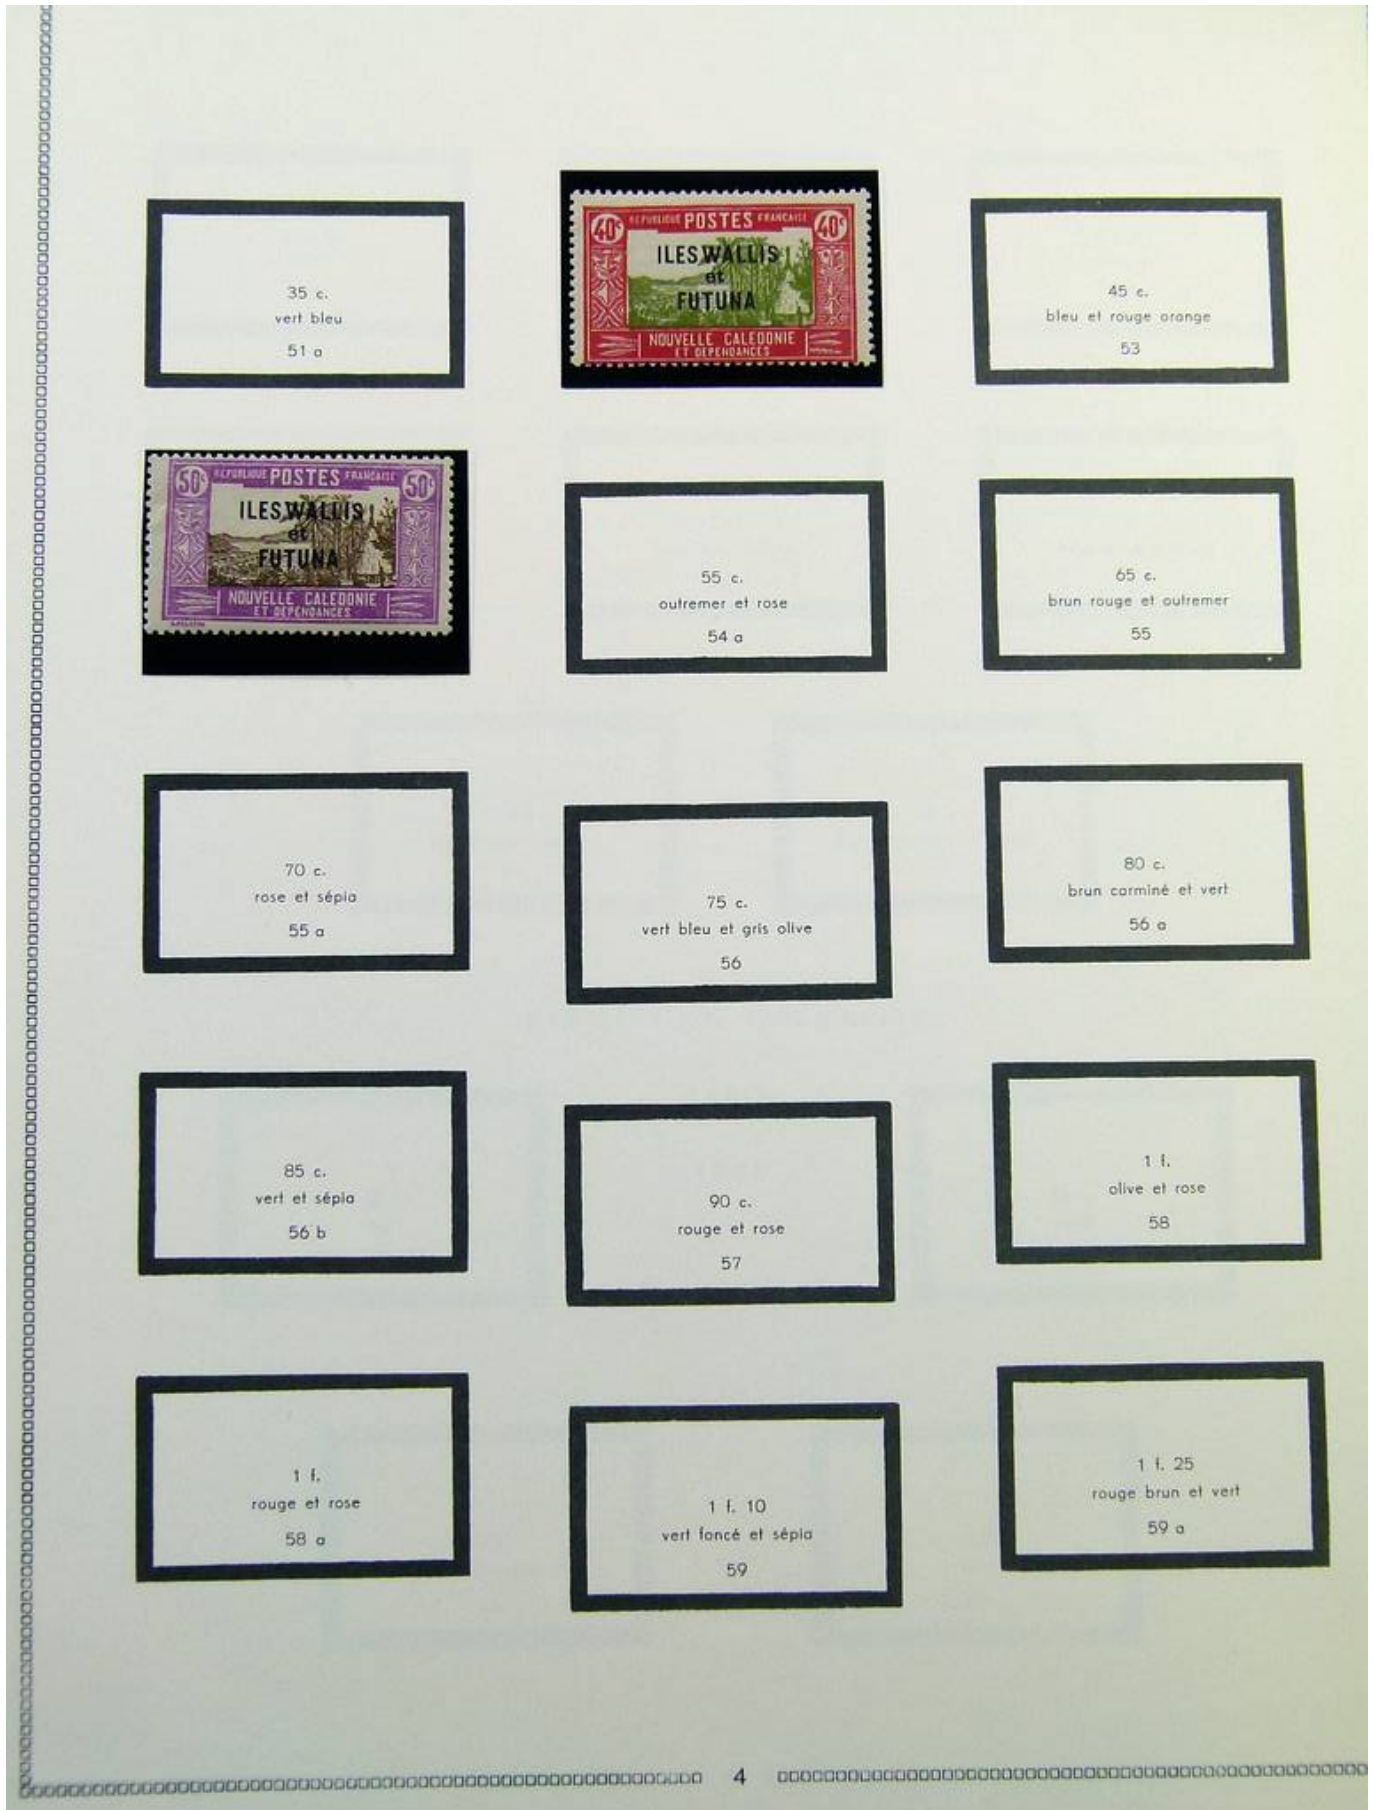 35 c.
vert bleu
51 a
40c REPUBLIQUE POSTES FRANCAISE 40c
ILES WALLIS
et
FUTUNA
NOUVELLE CALEDONIE
ET DEPENDANCES
45 c.
bleu et rouge orange
53
50c REPUBLIQUE POSTES FRANCAISE 50c
ILES WALLIS
et
FUTUNA
NOUVELLE CALEDONIE
ET DEPENDANCES
55 c.
outremer et rose
54 a
65 c.
brun rouge et outremer
55
70 c.
rose et sépia
55 a
75 c.
vert bleu et gris olive
56
80 c.
brun carminé et vert
56 a
85 c.
vert et sépia
56 b
90 c.
rouge et rose
57
1 f.
olive et rose
58
1 f.
rouge et rose
58 a
1 f. 10
vert foncé et sépia
59
1 f. 25
rouge brun et vert
59 a
4